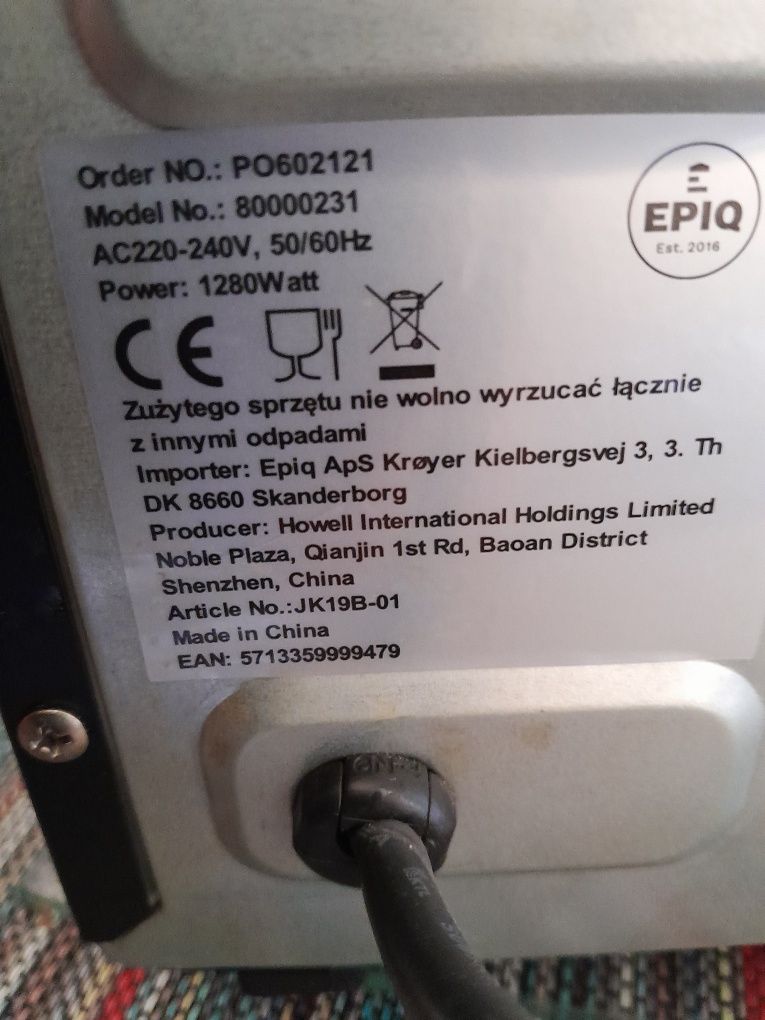 Order NO.: PO602121
Model No.: 80000231
AC220-240V, 50/60Hz
Power: 1280Watt
EPIQ
Est. 2016
CE
Zużytego sprzętu nie wolno wyrzucać łącznie
z innymi odpadami
Importer: Epiq ApS Krøyer Kielbergsvej 3, 3. Th
DK 8660 Skanderborg
Producer: Howell International Holdings Limited
Noble Plaza, Qianjin 1st Rd, Baoan District
Shenzhen, China
Article No.:JK19B-01
Made in China
EAN: 5713359999479